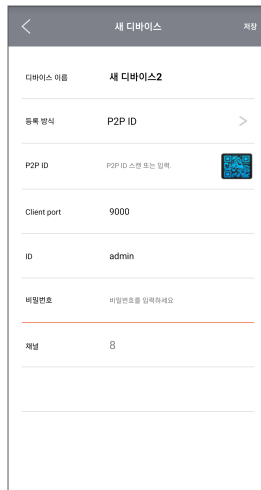 새 디바이스 저장
디바이스 이름 새 디바이스2
등록 방식 P2P ID
P2P ID P2P ID 스캔 또는 입력.
Client port 9000
ID admin
비밀번호 비밀번호를 입력하세요
채널 8